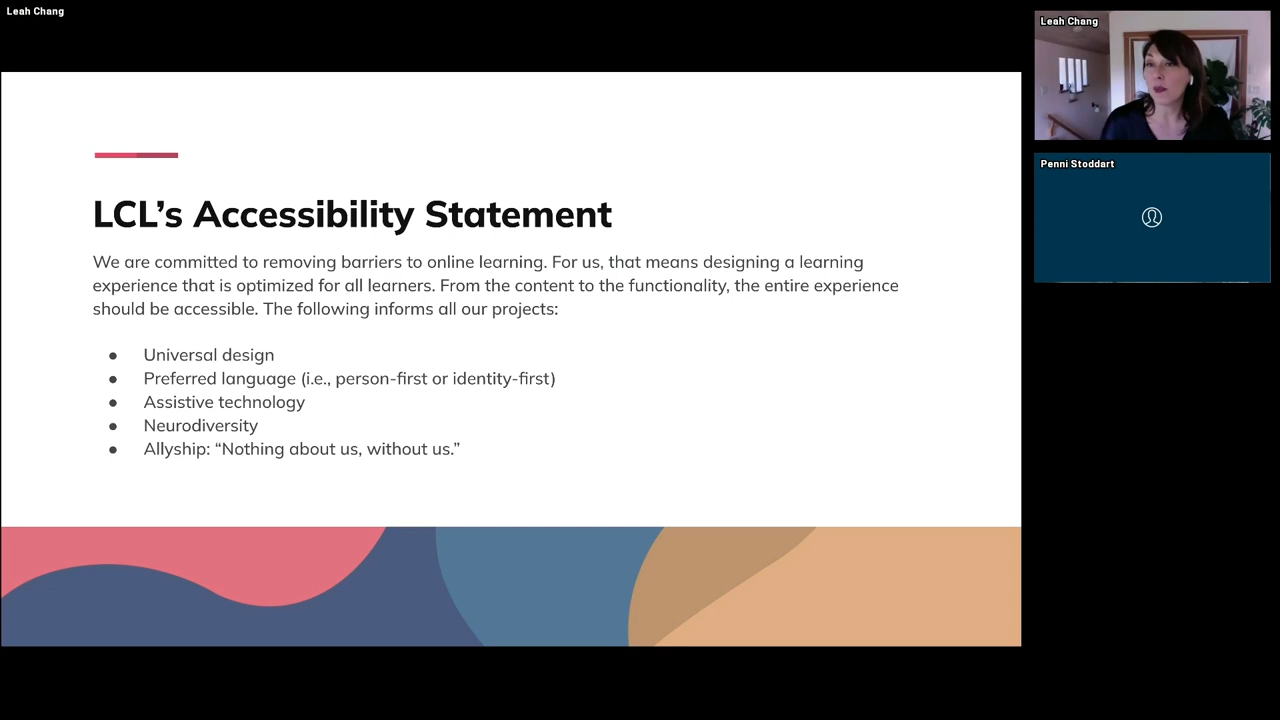 Leah Chang
Leah Chang
Penni Stoddart
LCL’s Accessibility Statement
We are committed to removing barriers to online learning. For us, that means designing a learning
experience that is optimized for all learners. From the content to the functionality, the entire experience
should be accessible. The following informs all our projects:
● Universal design
● Preferred language (i.e., person-first or identity-first)
● Assistive technology
● Neurodiversity
● Allyship: “Nothing about us, without us.”